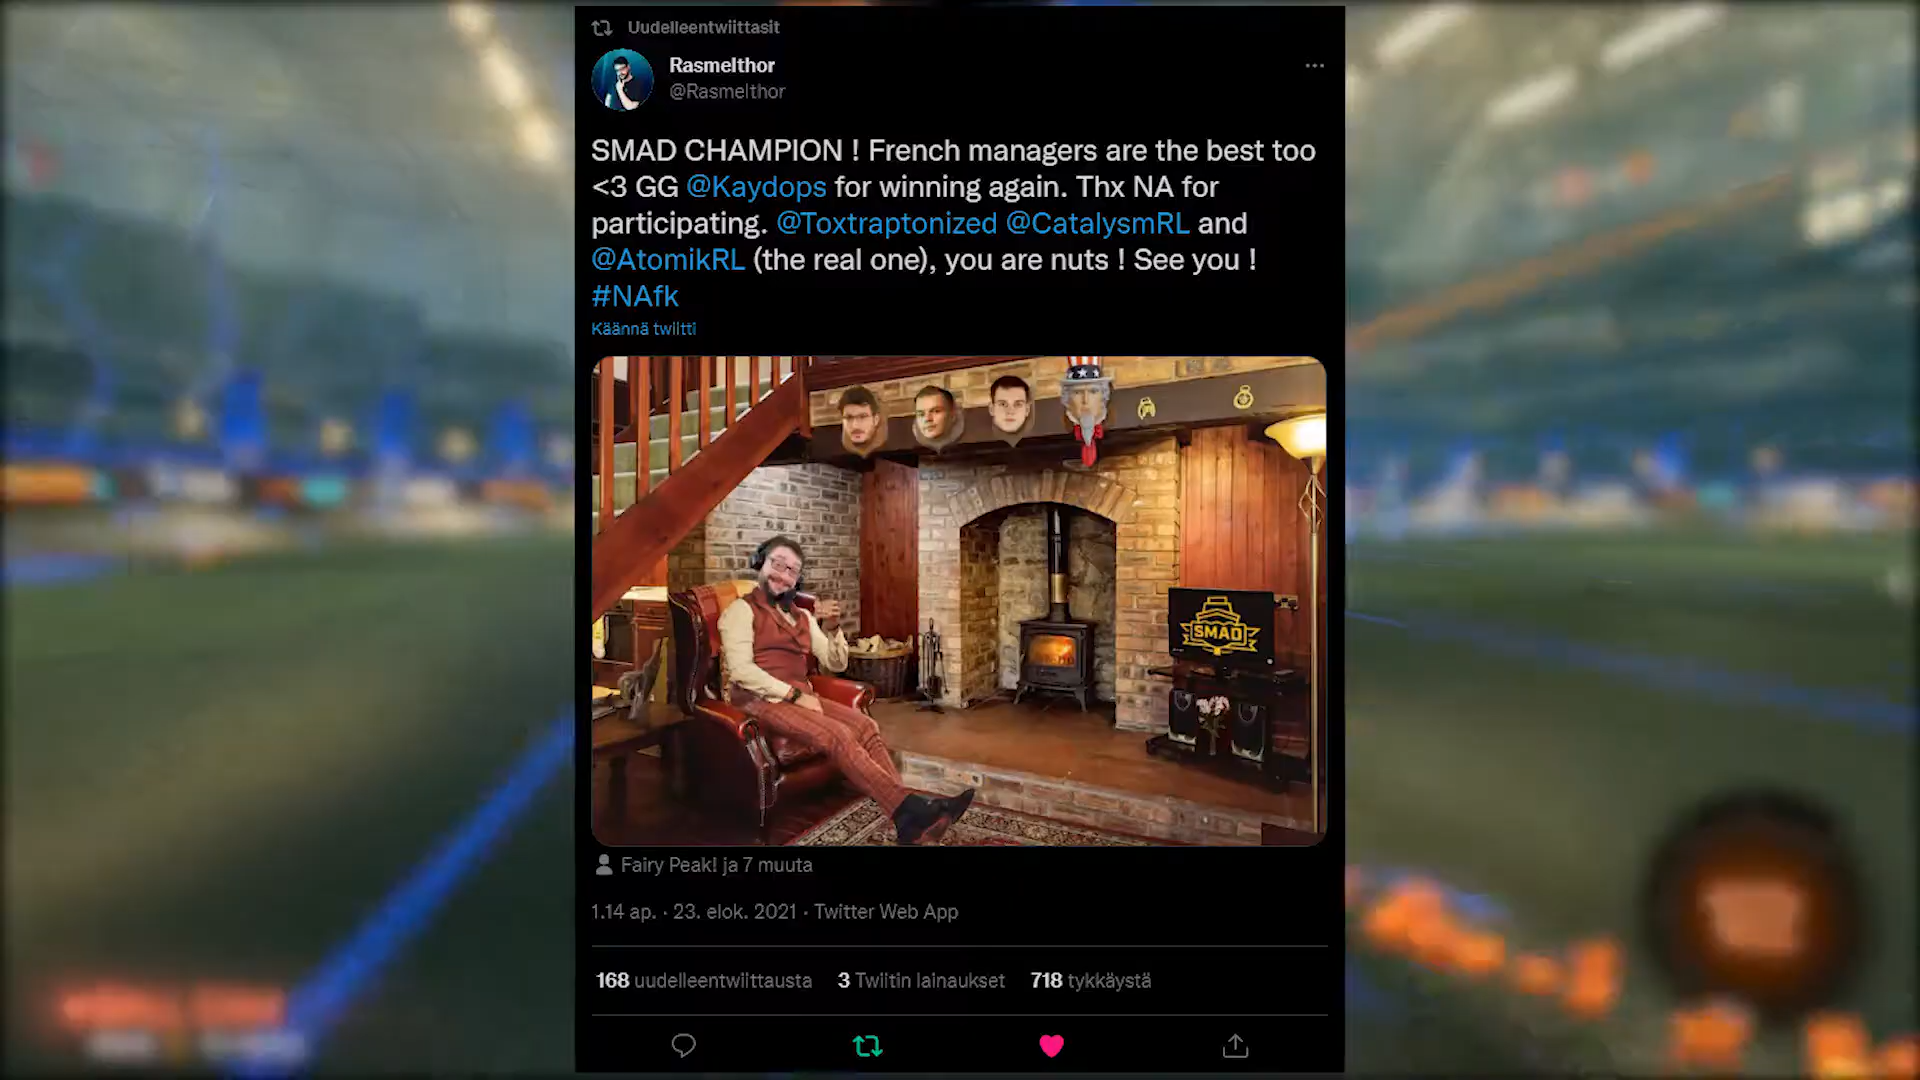 Uudelleentwiittasit
Rasmelthor
@Rasmelthor
SMAD CHAMPION ! French managers are the best too
<3 GG @Kaydops for winning again. Thx NA for
participating. @Toxtraptonized @CatalysmRL and
@AtomikRL (the real one), you are nuts ! See you !
#NAfk
Käännä twiitti
SMAD
Fairy Peak! ja 7 muuta
1.14 ap. · 23. elok. 2021 · Twitter Web App
168 uudelleentwiittausta 3 Twiitin lainaukset 718 tykkäystä